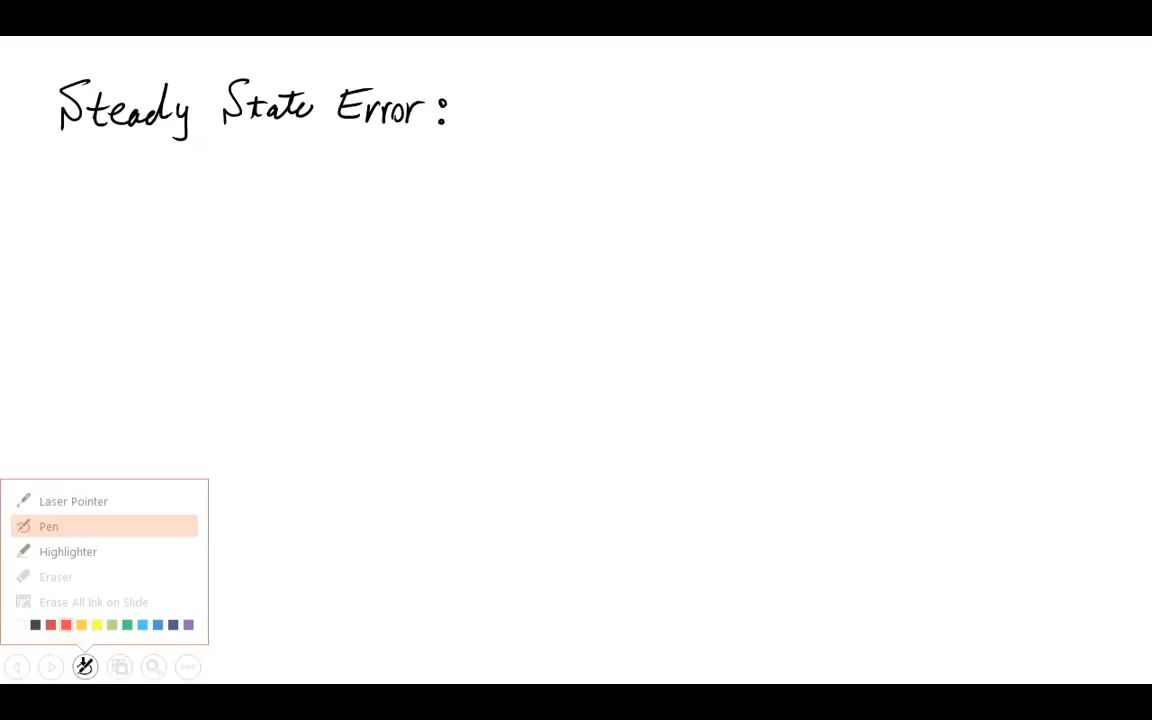 Steady State Error:
Laser Pointer
Pen
Highlighter
Eraser
Erase All Ink on Slide